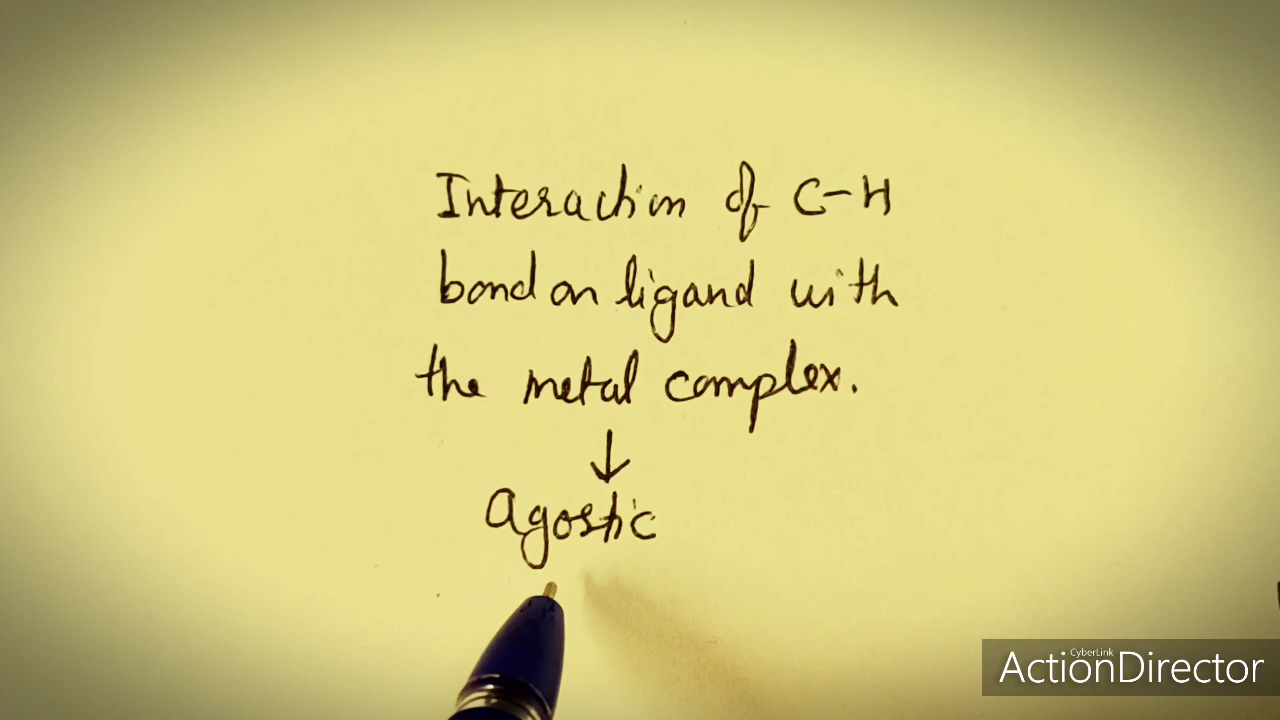 Interaction of C-H
bond on ligand with
the metal complex.
↓
Agostic
CyberLink
ActionDirector